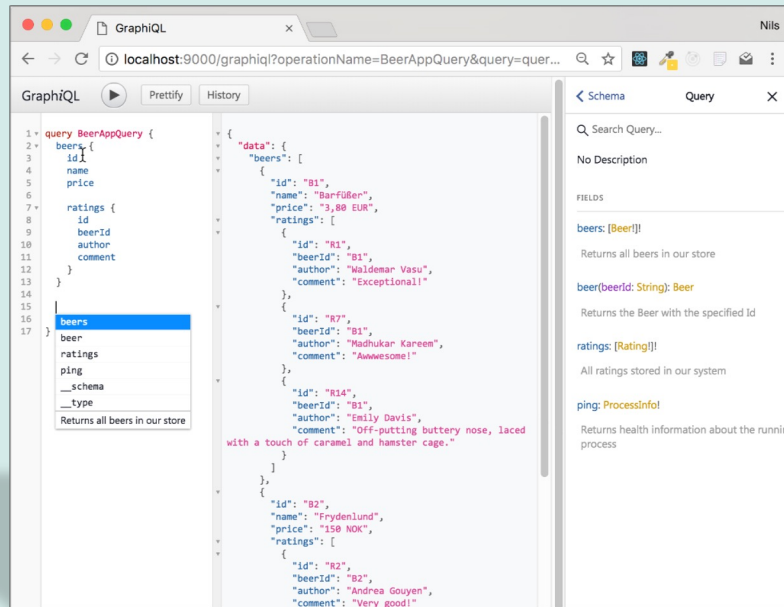 GraphiQL
Nils
localhost:9000/graphiql?operationName=BeerAppQuery&query=quer...
GraphiQL
Prettify
History
1 query BeerAppQuery {
2 beers {
3 id
4 name
5 price
6
7 ratings {
8 id
9 beerId
10 author
11 comment
12 }
13 }
14
15
16
17 }
beers
beer
ratings
ping
__schema
__type
Returns all beers in our store
{
"data": {
"beers": [
{
"id": "B1",
"name": "Barfüßer",
"price": "3,80 EUR",
"ratings": [
{
"id": "R1",
"beerId": "B1",
"author": "Waldemar Vasu",
"comment": "Exceptional!"
},
{
"id": "R7",
"beerId": "B1",
"author": "Madhukar Kareem",
"comment": "Awwwesome!"
},
{
"id": "R14",
"beerId": "B1",
"author": "Emily Davis",
"comment": "Off-putting buttery nose, laced
with a touch of caramel and hamster cage."
}
]
},
{
"id": "B2",
"name": "Frydenlund",
"price": "150 NOK",
"ratings": [
{
"id": "R2",
"beerId": "B2",
"author": "Andrea Gouyen",
"comment": "Very good!"
Schema
Query
Search Query...
No Description
FIELDS
beers: [Beer!]!
Returns all beers in our store
beer(beerId: String): Beer
Returns the Beer with the specified Id
ratings: [Rating!]!
All ratings stored in our system
ping: ProcessInfo!
Returns health information about the runnin
process